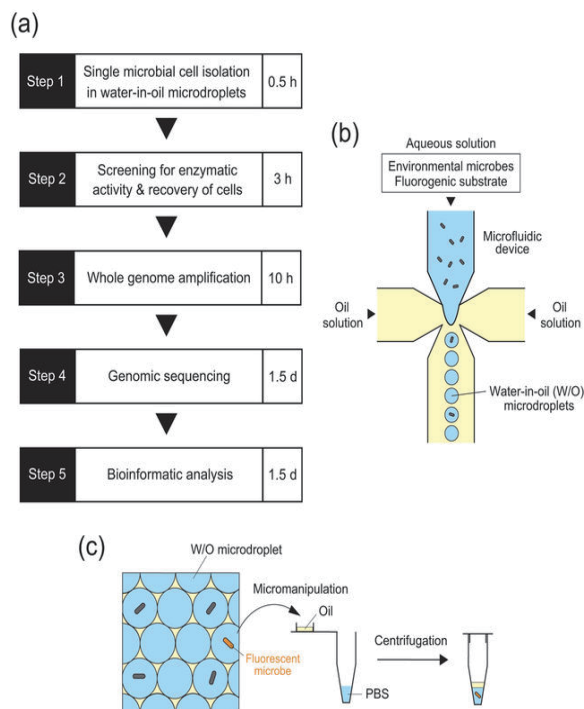 (a)
Step 1
Single microbial cell isolation
in water-in-oil microdroplets
0.5 h
Step 2
Screening for enzymatic
activity & recovery of cells
3 h
Step 3
Whole genome amplification
10 h
Step 4
Genomic sequencing
1.5 d
Step 5
Bioinformatic analysis
1.5 d
(b)
Aqueous solution
Environmental microbes
Fluorogenic substrate
Microfluidic
device
Oil
solution
Oil
solution
Water-in-oil (W/O)
microdroplets
(c)
W/O microdroplet
Micromanipulation
Oil
Fluorescent
microbe
PBS
Centrifugation